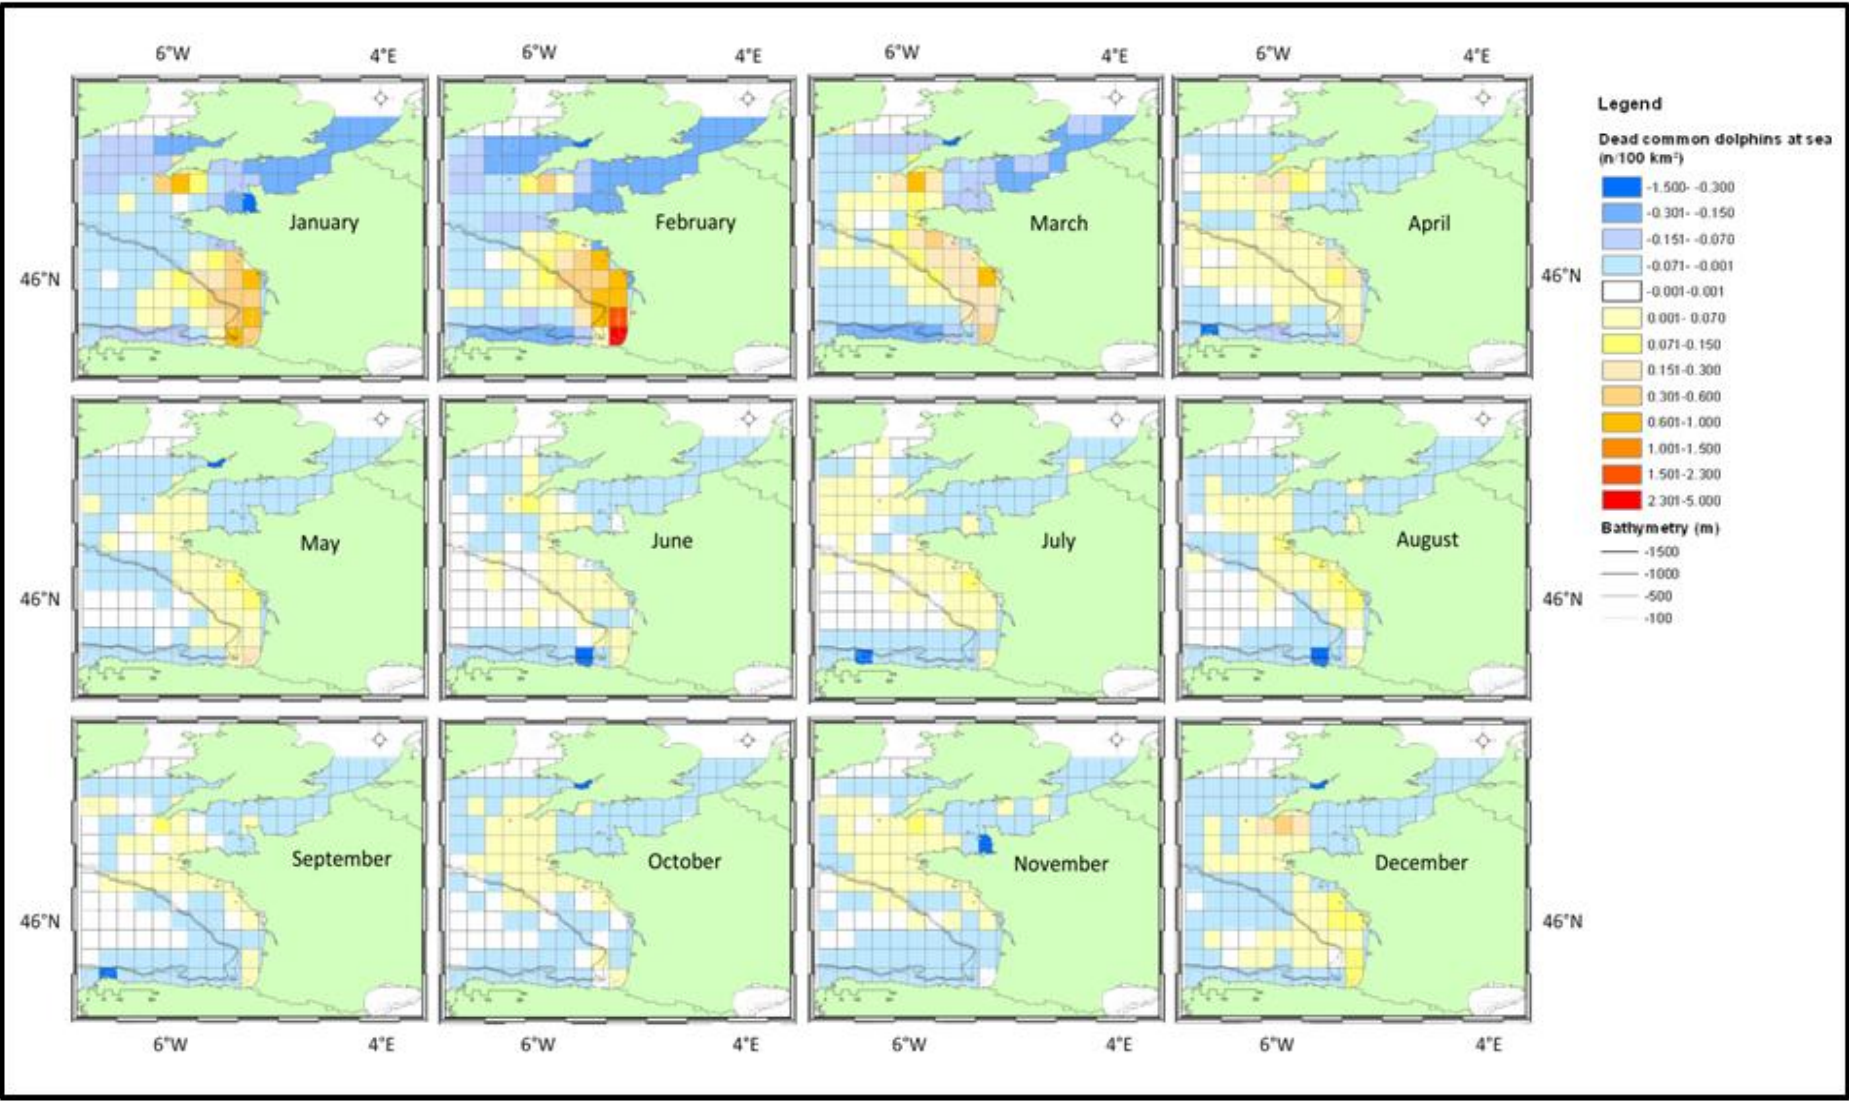 6°W 4°E 6°W 4°E 6°W 4°E 6°W 4°E
Legend
Dead common dolphins at sea
(n/100 km²)
-1.500- -0.300
-0.301- -0.150
-0.151- -0.070
-0.071- -0.001
-0.001-0.001
0.001- 0.070
0.071-0.150
0.151-0.300
0.301-0.600
0.601-1.000
1.001-1.500
1.501-2.300
2.301-5.000
Bathymetry (m)
-1500
-1000
-500
-100
January February March April
46°N 46°N
May June July August
46°N 46°N
September October November December
46°N 46°N
6°W 4°E 6°W 4°E 6°W 4°E 6°W 4°E